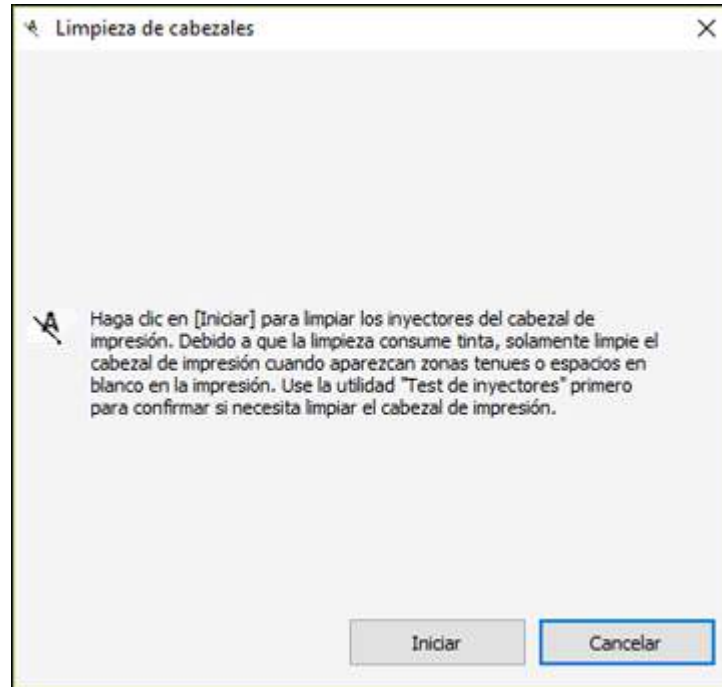 Limpieza de cabezales
A
Haga clic en [Iniciar] para limpiar los inyectores del cabezal de
impresión. Debido a que la limpieza consume tinta, solamente limpie el
cabezal de impresión cuando aparezcan zonas tenues o espacios en
blanco en la impresión. Use la utilidad "Test de inyectores" primero
para confirmar si necesita limpiar el cabezal de impresión.
Iniciar Cancelar